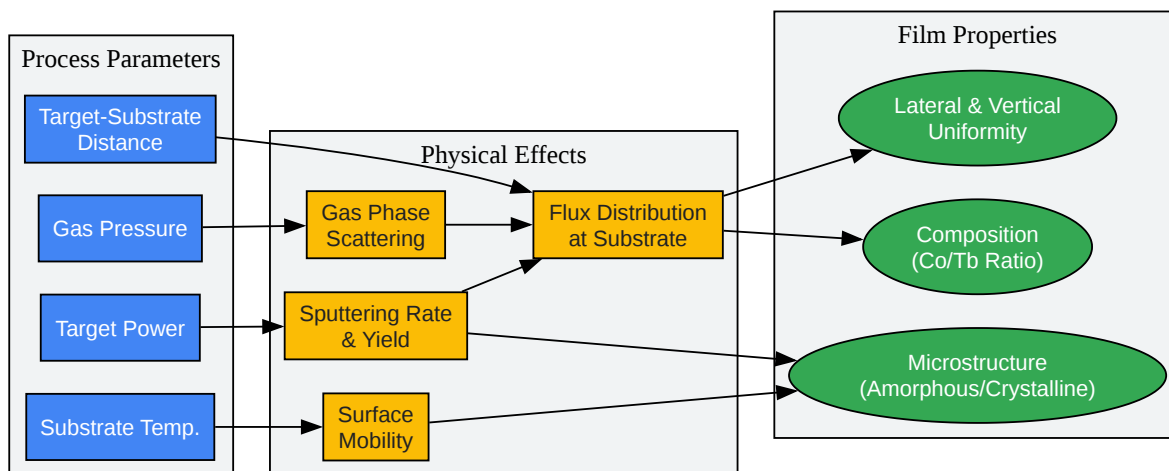 Process Parameters
Target-Substrate
Distance
Gas Pressure
Target Power
Substrate Temp.
Physical Effects
Gas Phase
Scattering
Flux Distribution
at Substrate
Sputtering Rate
& Yield
Surface
Mobility
Film Properties
Lateral & Vertical
Uniformity
Composition
(Co/Tb Ratio)
Microstructure
(Amorphous/Crystalline)